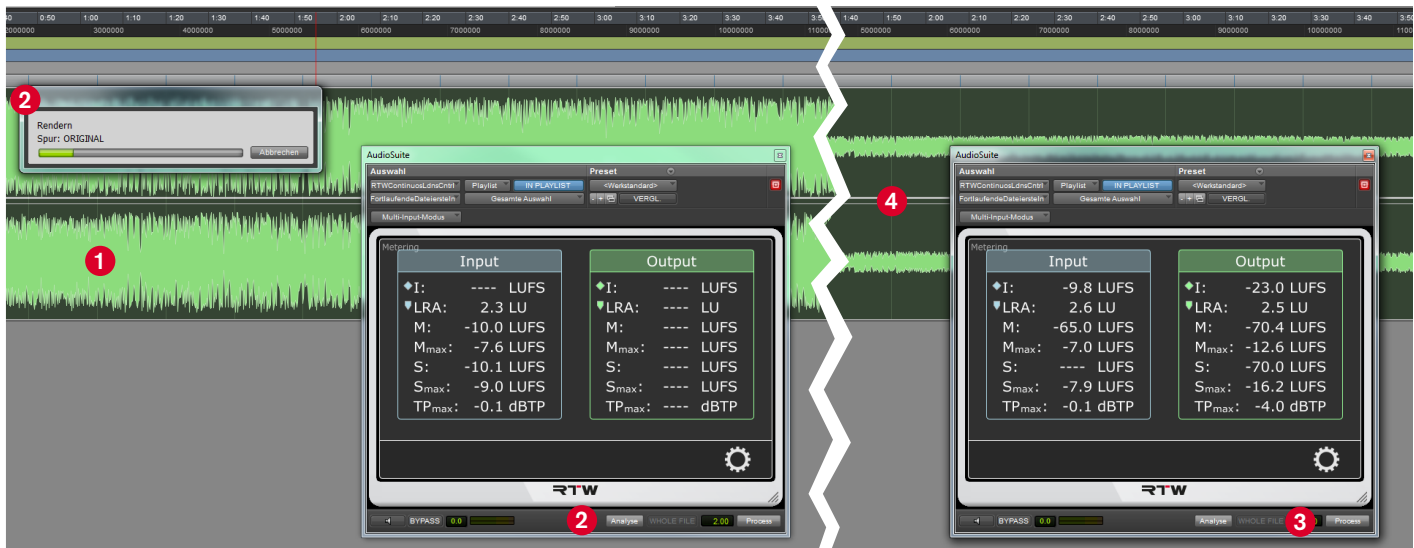 40 0:50 1:00 1:10 1:20 1:30 1:40 1:50 2:00 2:10 2:20 2:30 2:40 2:50 3:00 3:10 3:20 3:30 3:40 3:50
2000000 3000000 4000000 5000000 6000000 7000000 8000000 9000000 10000000 11000
2
Rendern
Spur: ORIGINAL
Abbrechen
1
AudioSuite
Auswahl Preset
RTWContinuosLdnsCntrl Playlist IN PLAYLIST <Werkstandard>
FortlaufendeDateiersteln Gesamte Auswahl - + VERGL.
Multi-Input-Modus
Metering
Input Output
I: ---- LUFS I: ---- LUFS
LRA: 2.3 LU LRA: ---- LU
M: -10.0 LUFS M: ---- LUFS
Mmax: -7.6 LUFS Mmax: ---- LUFS
S: -10.1 LUFS S: ---- LUFS
Smax: -9.0 LUFS Smax: ---- LUFS
TPmax: -0.1 dBTP TPmax: ---- dBTP
RTW
BYPASS 0.0 2 Analyse WHOLE FILE 2.00 Process
1:40 1:50 2:00 2:10 2:20 2:30 2:40 2:50 3:00 3:10 3:20 3:30 3:40 3:50
5000000 6000000 7000000 8000000 9000000 10000000 1100
4
AudioSuite
Auswahl Preset
RTWContinuosLdnsCntrl Playlist IN PLAYLIST <Werkstandard>
FortlaufendeDateiersteln Gesamte Auswahl - + VERGL.
Multi-Input-Modus
Metering
Input Output
I: -9.8 LUFS I: -23.0 LUFS
LRA: 2.6 LU LRA: 2.5 LU
M: -65.0 LUFS M: -70.4 LUFS
Mmax: -7.0 LUFS Mmax: -12.6 LUFS
S: ---- LUFS S: -70.0 LUFS
Smax: -7.9 LUFS Smax: -16.2 LUFS
TPmax: -0.1 dBTP TPmax: -4.0 dBTP
RTW
BYPASS 0.0 Analyse WHOLE FILE 3 Process